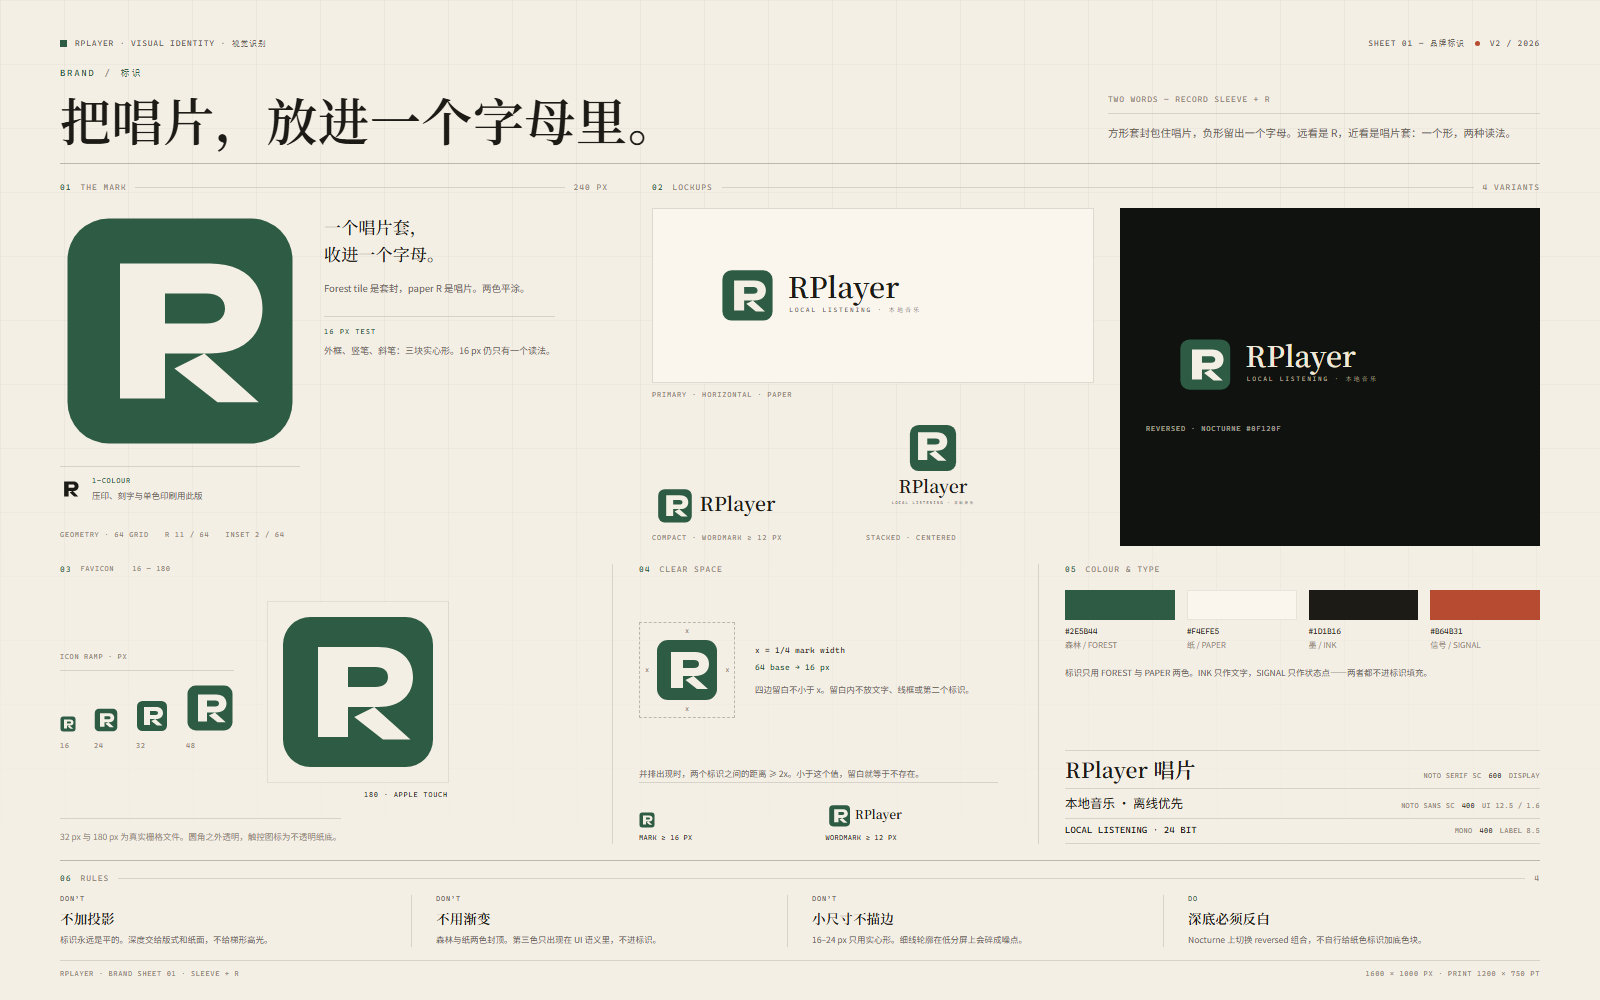 RPLAYER · VISUAL IDENTITY · 视觉识别
SHEET 01 — 品牌标识 ● V2 / 2026
BRAND / 标识
把唱片，放进一个字母里。
TWO WORDS — RECORD SLEEVE + R
方形套封包住唱片，负形留出一个字母。远看是 R，近看是唱片套：一个形，两种读法。
01 THE MARK 240 PX
R
一个唱片套，
收进一个字母。
Forest tile 是套封，paper R 是唱片。两色平涂。
16 PX TEST
外框、竖笔、斜笔：三块实心形。16 px 仍只有一个读法。
R
1-COLOUR
压印、刻字与单色印刷用此版
GEOMETRY · 64 GRID R 11 / 64 INSET 2 / 64
02 LOCKUPS 4 VARIANTS
R RPlayer
LOCAL LISTENING · 本地音乐
PRIMARY · HORIZONTAL · PAPER
R RPlayer
COMPACT · WORDMARK ≥ 12 PX
R
RPlayer
LOCAL LISTENING · 本地音乐
STACKED · CENTERED
R RPlayer
LOCAL LISTENING · 本地音乐
REVERSED · NOCTURNE #0F120F
03 FAVICON 16 — 180
ICON RAMP · PX
R R R R
16 24 32 48
R
180 · APPLE TOUCH
32 px 与 180 px 为真实栅格文件。圆角之外透明，触控图标为不透明纸底。
04 CLEAR SPACE
x
x R x
x
x = 1/4 mark width
64 base → 16 px
四边留白不小于 x。留白内不放文字、线框或第二个标识。
并排出现时，两个标识之间的距离 ≥ 2x。小于这个值，留白就等于不存在。
R
MARK ≥ 16 PX
R RPlayer
WORDMARK ≥ 12 PX
05 COLOUR & TYPE
#2E5B44 #F4EFE5 #1D1B16 #B64B31
森林 / FOREST 纸 / PAPER 墨 / INK 信号 / SIGNAL
标识只用 FOREST 与 PAPER 两色。INK 只作文字，SIGNAL 只作状态点——两者都不进标识填充。
RPlayer 唱片 NOTO SERIF SC 600 DISPLAY
本地音乐 · 离线优先 NOTO SANS SC 400 UI 12.5 / 1.6
LOCAL LISTENING · 24 BIT MONO 400 LABEL 8.5
06 RULES 4
DON'T
不加投影
标识永远是平的。深度交给版式和纸面，不给梯形高光。
DON'T
不用渐变
森林与纸两色封顶。第三色只出现在 UI 语义里，不进标识。
DON'T
小尺寸不描边
16–24 px 只用实心形。细线轮廓在低分屏上会碎成噪点。
DO
深底必须反白
Nocturne 上切换 reversed 组合，不自行给纸色标识加底色块。
RPLAYER · BRAND SHEET 01 · SLEEVE + R
1600 × 1000 PX · PRINT 1200 × 750 PT